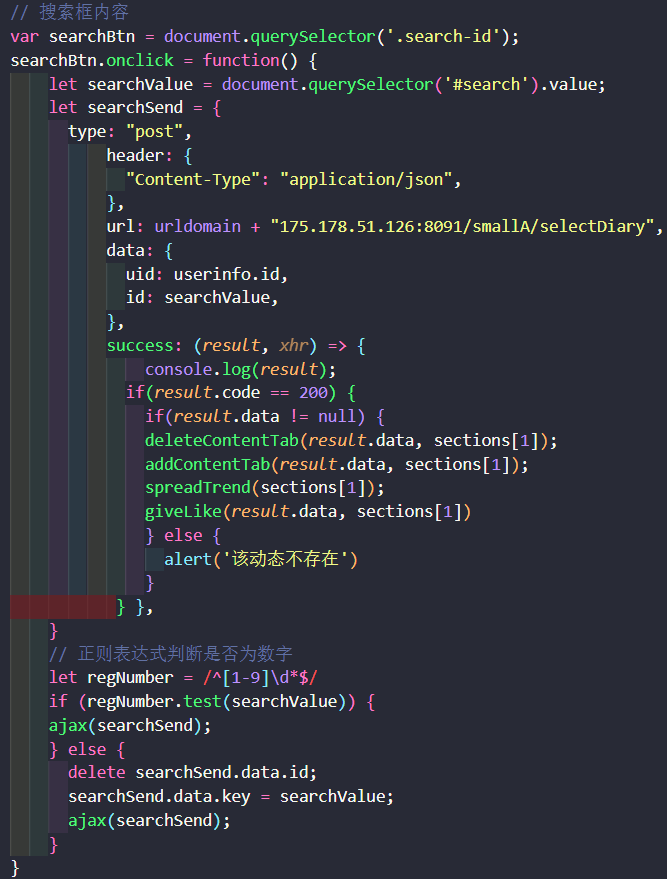 // 搜索框内容
var searchBtn = document.querySelector('.search-id');
searchBtn.onclick = function() {
let searchValue = document.querySelector('#search').value;
let searchSend = {
type: "post",
header: {
"Content-Type": "application/json",
},
url: urldomain + "175.178.51.126:8091/smallA/selectDiary",
data: {
uid: userinfo.id,
id: searchValue,
},
success: (result, xhr) => {
console.log(result);
if(result.code == 200) {
if(result.data != null) {
deleteContentTab(result.data, sections[1]);
addContentTab(result.data, sections[1]);
spreadTrend(sections[1]);
giveLike(result.data, sections[1])
} else {
alert('该动态不存在')
}
} },
}
// 正则表达式判断是否为数字
let regNumber = /^[1-9]\d*$/
if (regNumber.test(searchValue)) {
ajax(searchSend);
} else {
delete searchSend.data.id;
searchSend.data.key = searchValue;
ajax(searchSend);
}
}